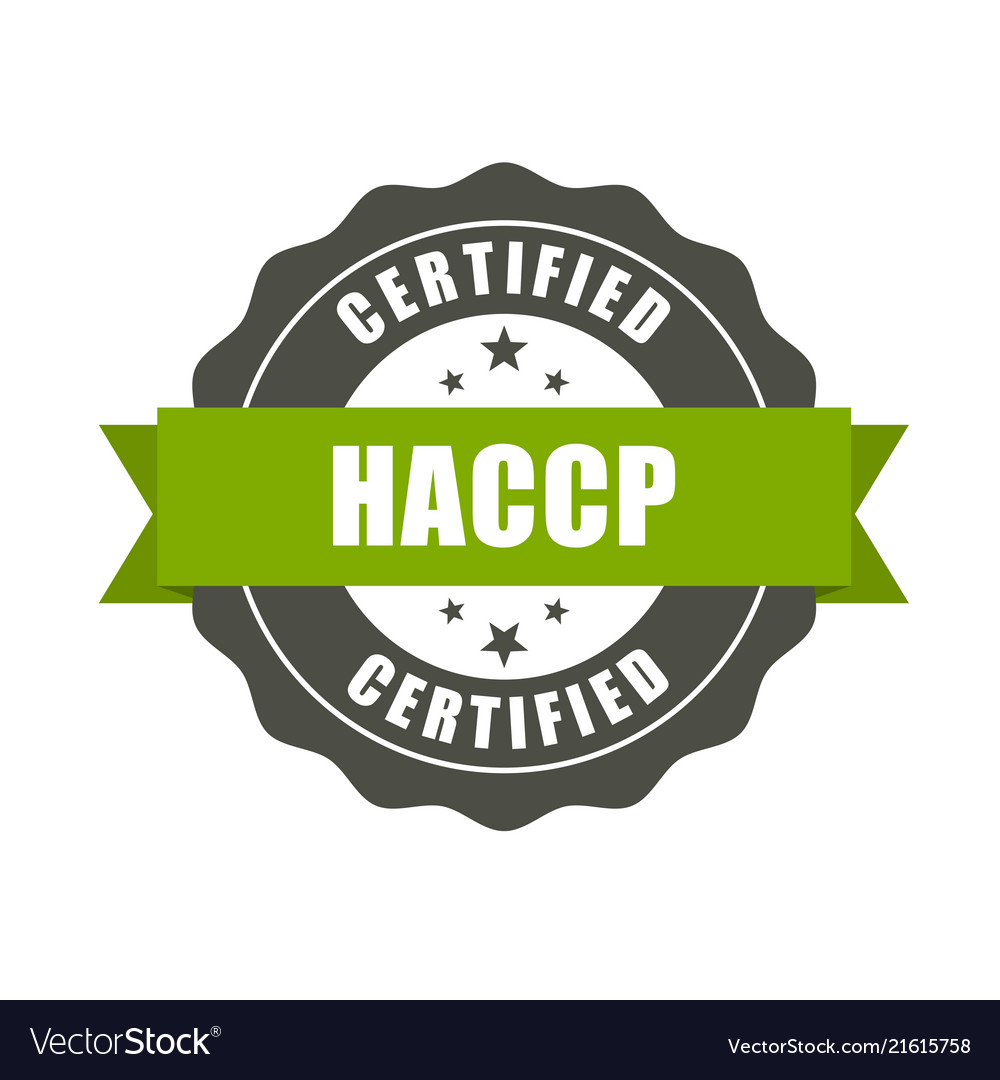 CERTIFIED
HACCP
CERTIFIED
VectorStock®
VectorStock.com/21615758